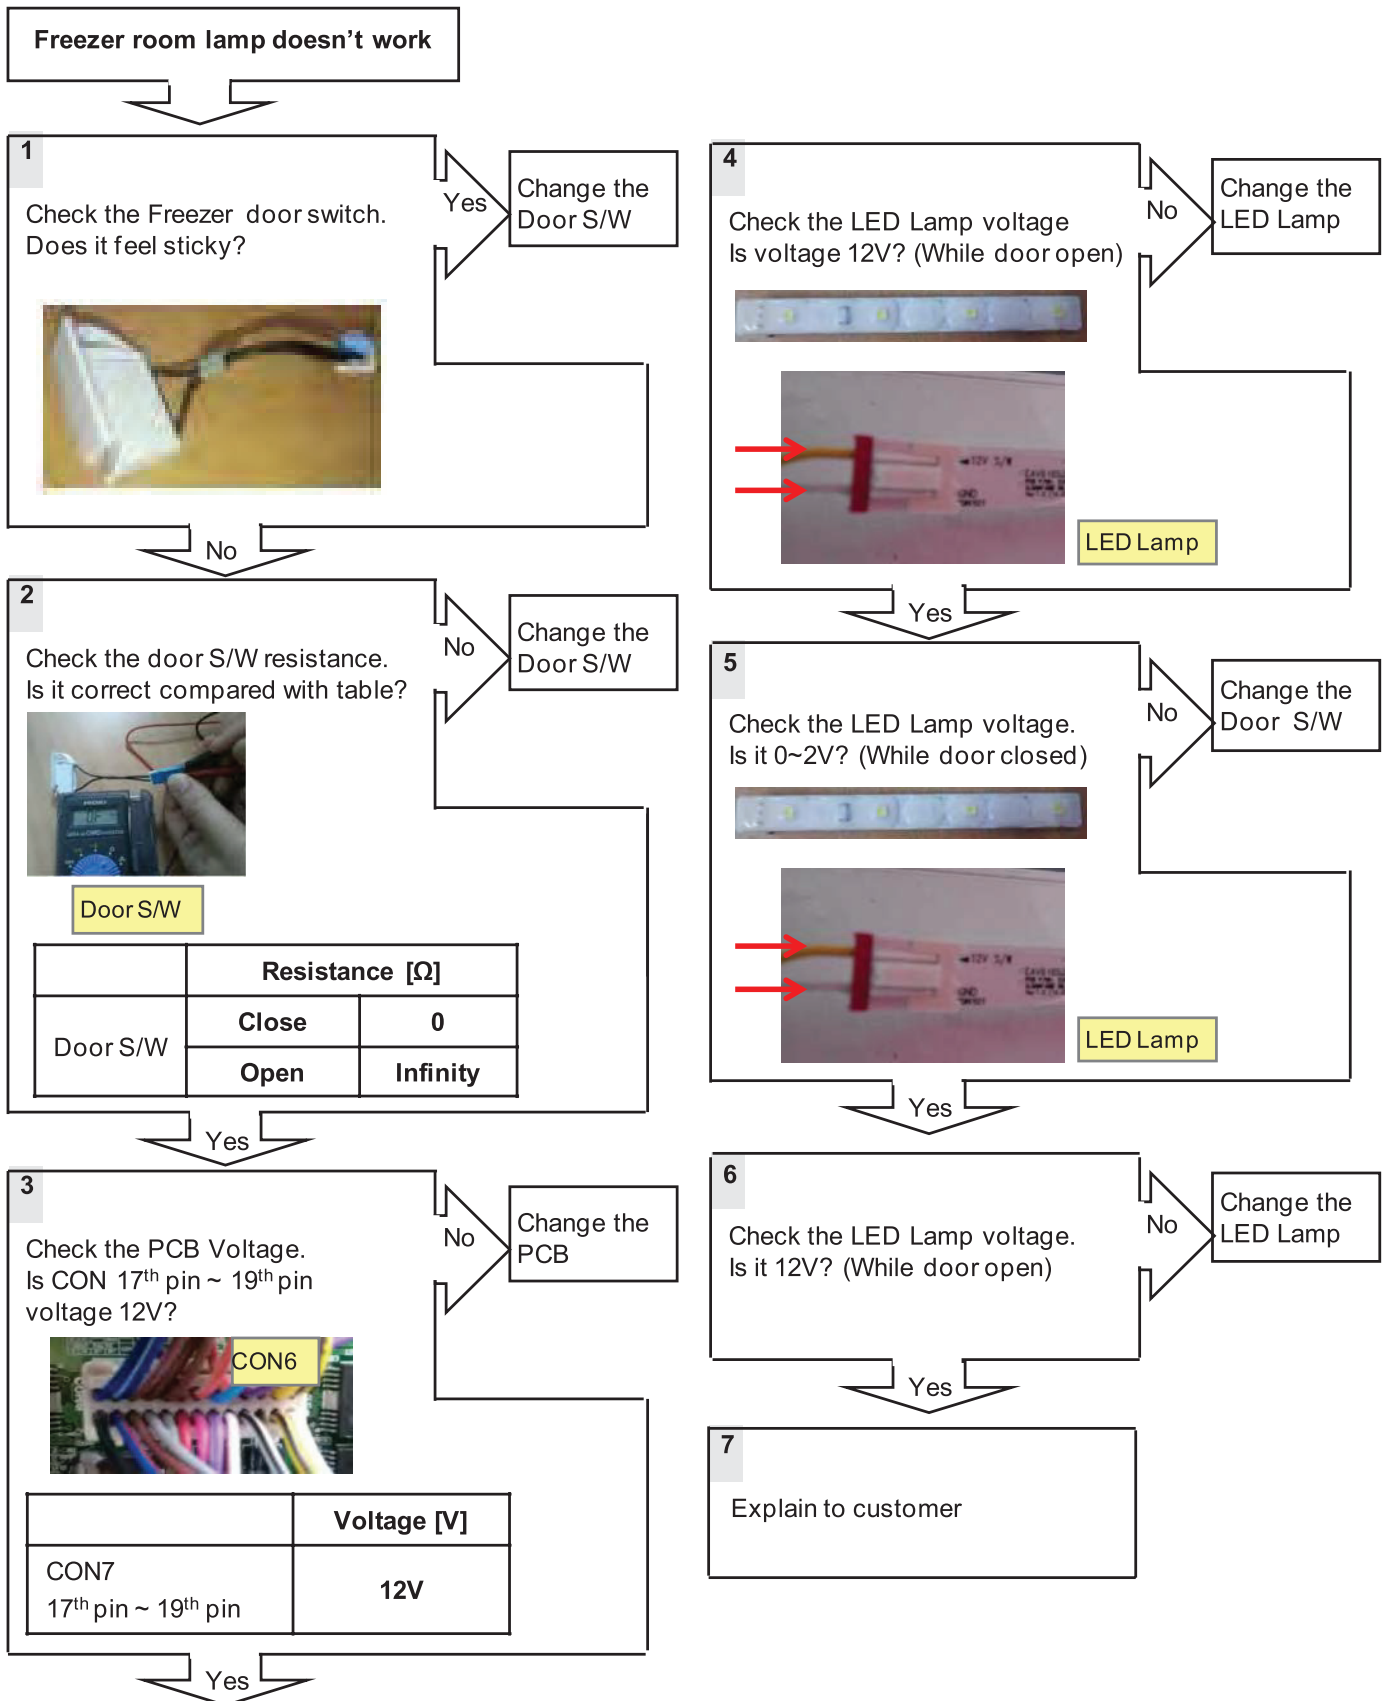 Freezer room lamp doesn't work
1
Check the Freezer door switch.
Does it feel sticky?
Yes
Change the
Door S/W
No
2
Check the door S/W resistance.
Is it correct compared with table?
No
Change the
Door S/W
Door S/W
Resistance [Ω]
Door S/W
Close
0
Open
Infinity
Yes
3
Check the PCB Voltage.
Is CON 17th pin ~ 19th pin
voltage 12V?
No
Change the
PCB
CON6
Voltage [V]
CON7
17th pin ~ 19th pin
12V
Yes
4
Check the LED Lamp voltage
Is voltage 12V? (While door open)
No
Change the
LED Lamp
12V S/W
GND
LED Lamp
Yes
5
Check the LED Lamp voltage.
Is it 0~2V? (While door closed)
No
Change the
Door S/W
12V S/W
GND
LED Lamp
Yes
6
Check the LED Lamp voltage.
Is it 12V? (While door open)
No
Change the
LED Lamp
Yes
7
Explain to customer